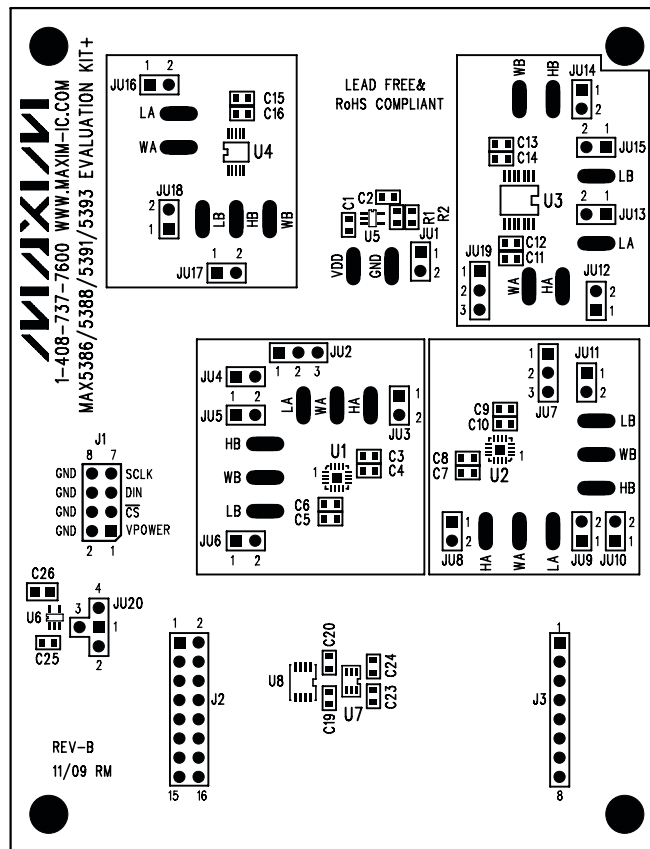 MAXIM
1-408-737-7600 WWW.MAXIM-IC.COM
MAX5386/5388/5391/5393 EVALUATION KIT+
1 2
JU16
LA
C15
C16
WA
U4
JU18
2
1
LB
HB
WB
1 2
JU17
LEAD FREE&
RoHS COMPLIANT
C2
C1
U5
R1
R2
JU1
1
2
VDD
GND
WB
HB
JU14
1
2
C13
C14
2 1
JU15
LB
U3
2 1
JU13
LA
C12
C11
JU19
1
2
3
WA
HA
JU12
2
1
JU2
1 2 3
JU4
1 2
JU5
1 2
LA
WA
HA
1
2
JU3
HB
U1
1
C3
C4
WB
C6
C5
LB
JU6
1 2
1
2
3
JU7
JU11
1
2
C9
C10
LB
C8
C7
1
U2
WB
HB
1
2
JU8
HA
WA
LA
2
1
JU9
2
1
JU10
J1
8 7
GND SCLK
GND DIN
GND CS
GND VPOWER
2 1
C26
U6
C25
4
JU20
3
1
2
1 2
J2
15 16
C20
U8
C19
U7
C24
C23
1
J3
8
REV-B
11/09 RM